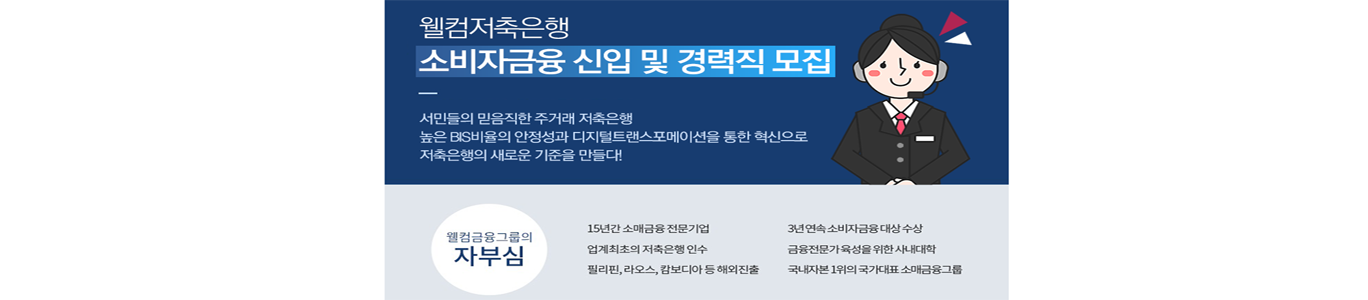 웰컴저축은행
소비자금융 신입 및 경력직 모집
서민들의 믿음직한 주거래 저축은행
높은 BIS비율의 안정성과 디지털트랜스포메이션을 통한 혁신으로
저축은행의 새로운 기준을 만들다!
웰컴금융그룹의
자부심
15년간 소매금융 전문기업
업계최초의 저축은행 인수
필리핀, 라오스, 캄보디아 등 해외진출
3년 연속 소비자금융 대상 수상
금융전문가 육성을 위한 사내대학
국내자본 1위의 국가대표 소매금융그룹